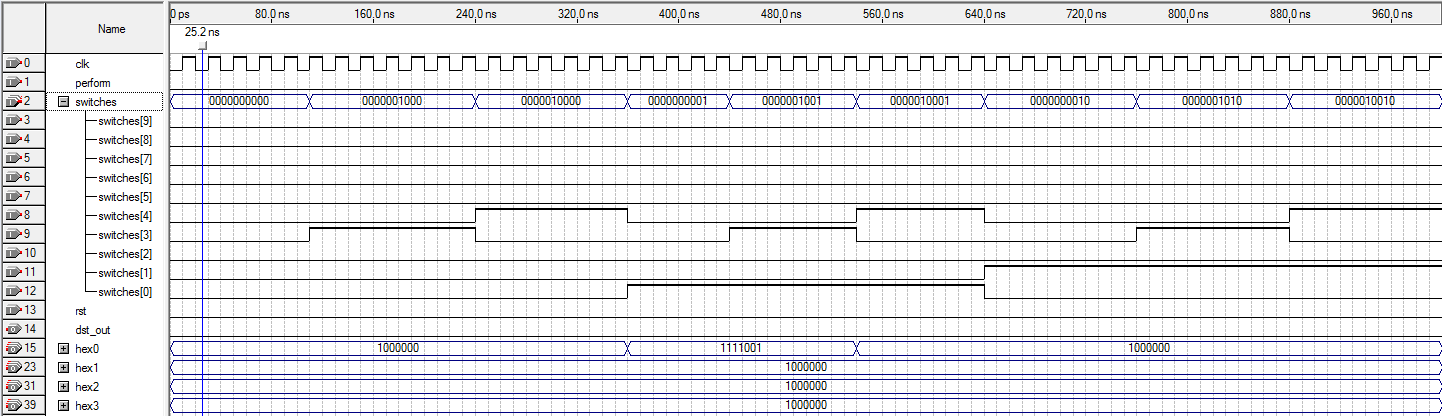 Name 0 ps 80.0 ns 160.0 ns 240.0 ns 320.0 ns 400.0 ns 480.0 ns 560.0 ns 640.0 ns 720.0 ns 800.0 ns 880.0 ns 960.0 ns
25.2 ns
0 clk
1 perform
2 switches 0000000000 0000001000 0000010000 0000000001 0000001001 0000010001 0000000010 0000001010 0000010010
3 switches[9]
4 switches[8]
5 switches[7]
6 switches[6]
7 switches[5]
8 switches[4]
9 switches[3]
10 switches[2]
11 switches[1]
12 switches[0]
13 rst
14 dst_out
15 hex0 1000000 1111001 1000000
23 hex1 1000000
31 hex2 1000000
39 hex3 1000000